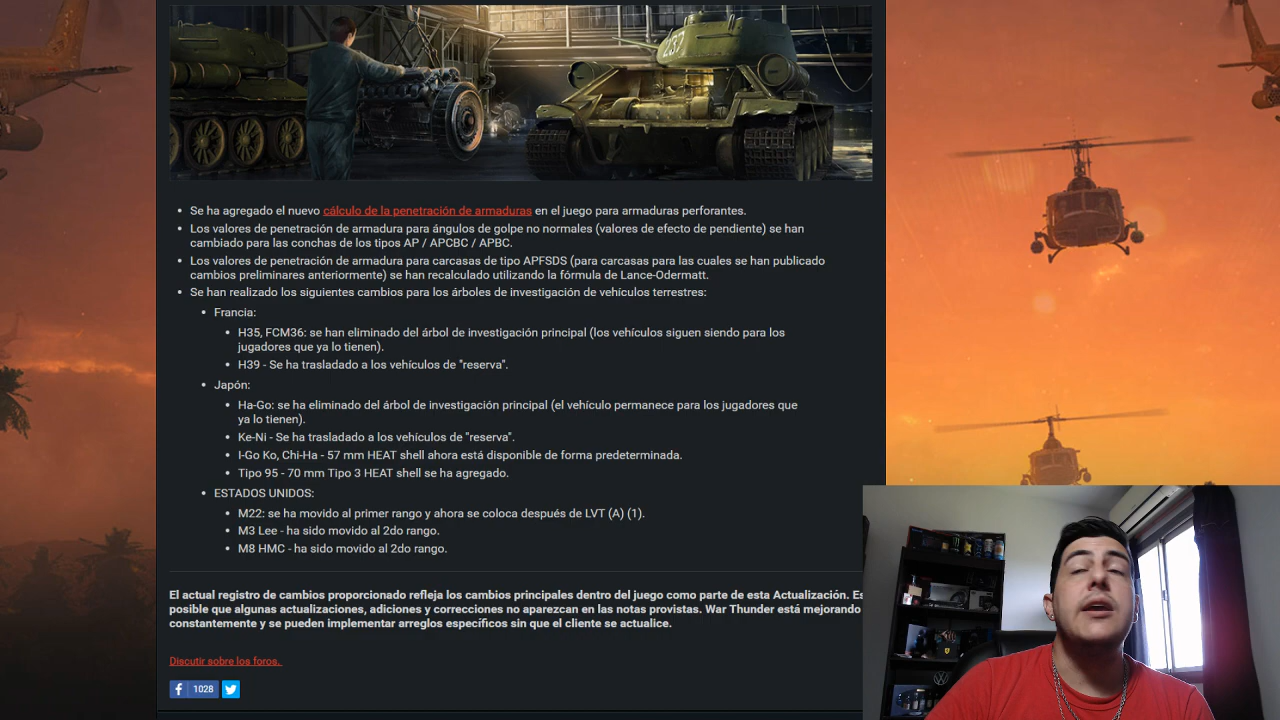 237
Se ha agregado el nuevo cálculo de la penetración de armaduras en el juego para armaduras perforantes.
Los valores de penetración de armadura para ángulos de golpe no normales (valores de efecto de pendiente) se han
cambiado para las conchas de los tipos AP / APCBC / APBC.
Los valores de penetración de armadura para carcasas de tipo APFSDS (para carcasas para las cuales se han publicado
cambios preliminares anteriormente) se han recalculado utilizando la fórmula de Lance-Odermatt.
Se han realizado los siguientes cambios para los árboles de investigación de vehículos terrestres:
Francia:
H35, FCM36: se han eliminado del árbol de investigación principal (los vehículos siguen siendo para los
jugadores que ya lo tienen).
H39 - Se ha trasladado a los vehículos de "reserva".
Japón:
Ha-Go: se ha eliminado del árbol de investigación principal (el vehículo permanece para los jugadores que
ya lo tienen).
Ke-Ni - Se ha trasladado a los vehículos de "reserva".
I-Go Ko, Chi-Ha - 57 mm HEAT shell ahora está disponible de forma predeterminada.
Tipo 95 - 70 mm Tipo 3 HEAT shell se ha agregado.
ESTADOS UNIDOS:
M22: se ha movido al primer rango y ahora se coloca después de LVT (A) (1).
M3 Lee - ha sido movido al 2do rango.
M8 HMC - ha sido movido al 2do rango.
El actual registro de cambios proporcionado refleja los cambios principales dentro del juego como parte de esta Actualización. Es
posible que algunas actualizaciones, adiciones y correcciones no aparezcan en las notas provistas. War Thunder está mejorando
constantemente y se pueden implementar arreglos específicos sin que el cliente se actualice.
Discutir sobre los foros.
1028